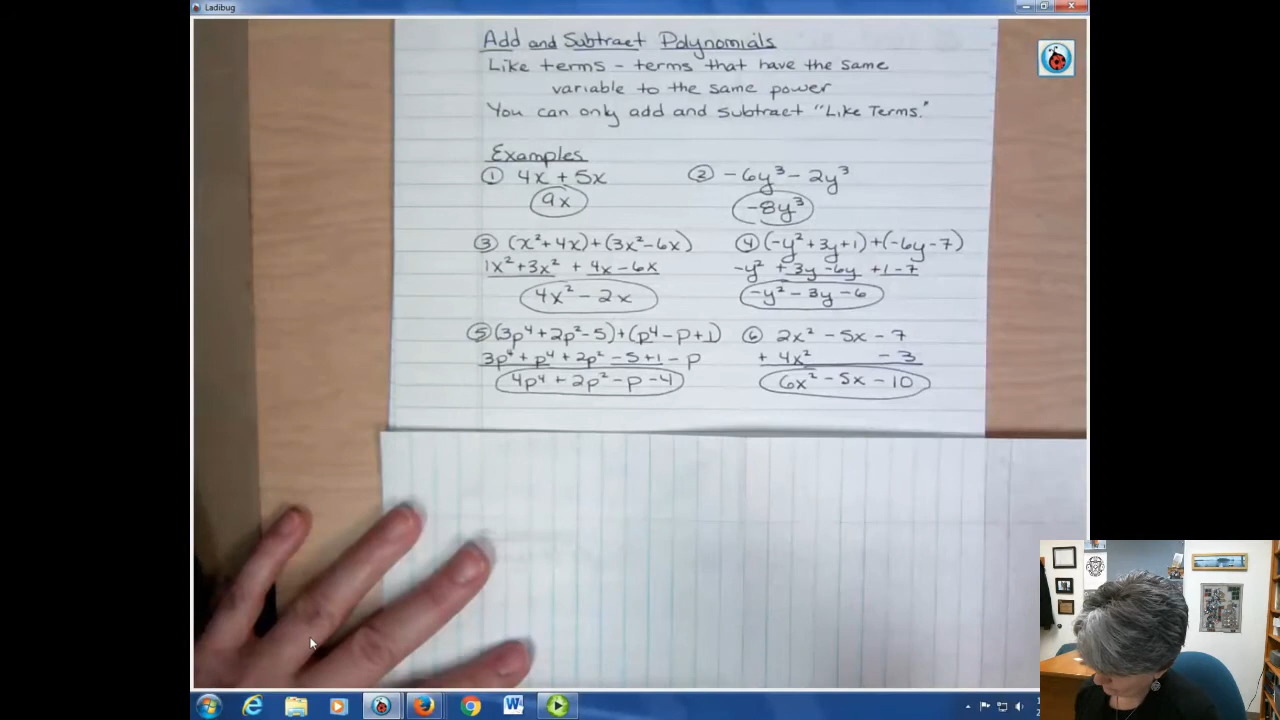 Ladibug
Add and Subtract Polynomials
Like terms - terms that have the same
variable to the same power
You can only add and subtract "Like Terms."
Examples
① 4x + 5x
9x
② -6y³ - 2y³
-8y³
③ (x²+4x)+(3x²-6x)
1x²+3x² + 4x-6x
4x² - 2x
④ (-y²+3y+1)+(-6y-7)
-y² +3y-6y +1-7
-y² - 3y - 6
⑤ (3p⁴+2p²-5)+(p⁴-p+1)
3p⁴ + p⁴ + 2p² - 5+1 - p
4p⁴ + 2p² - p - 4
⑥ 2x² - 5x - 7
+ 4x² - 3
6x² - 5x - 10